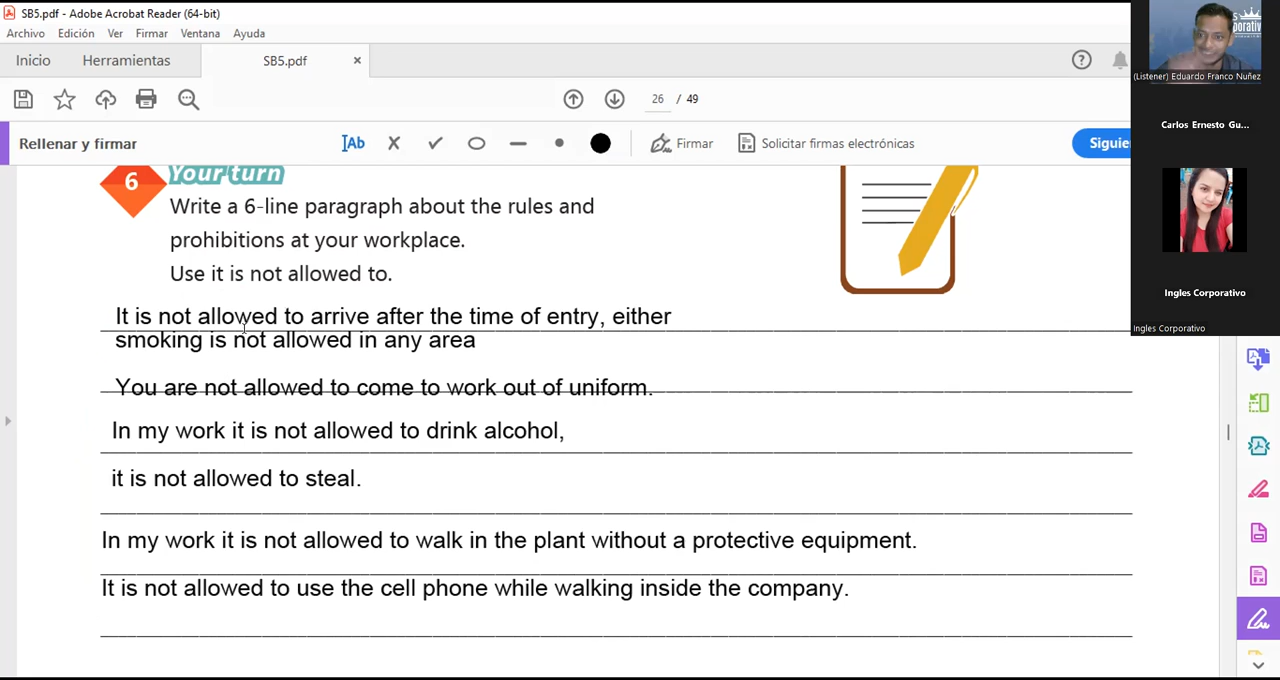 SB5.pdf - Adobe Acrobat Reader (64-bit)
Archivo Edición Ver Firmar Ventana Ayuda
Inicio Herramientas SB5.pdf ×
26 / 49
Rellenar y firmar Ab Firmar Solicitar firmas electrónicas Siguie
6 Your turn
Write a 6-line paragraph about the rules and
prohibitions at your workplace.
Use it is not allowed to.
It is not allowed to arrive after the time of entry, either
smoking is not allowed in any area
You are not allowed to come to work out of uniform.
In my work it is not allowed to drink alcohol,
it is not allowed to steal.
In my work it is not allowed to walk in the plant without a protective equipment.
It is not allowed to use the cell phone while walking inside the company.
(Listener) Eduardo Franco Nuñez
Carlos Ernesto Gu...
Ingles Corporativo
Ingles Corporativo